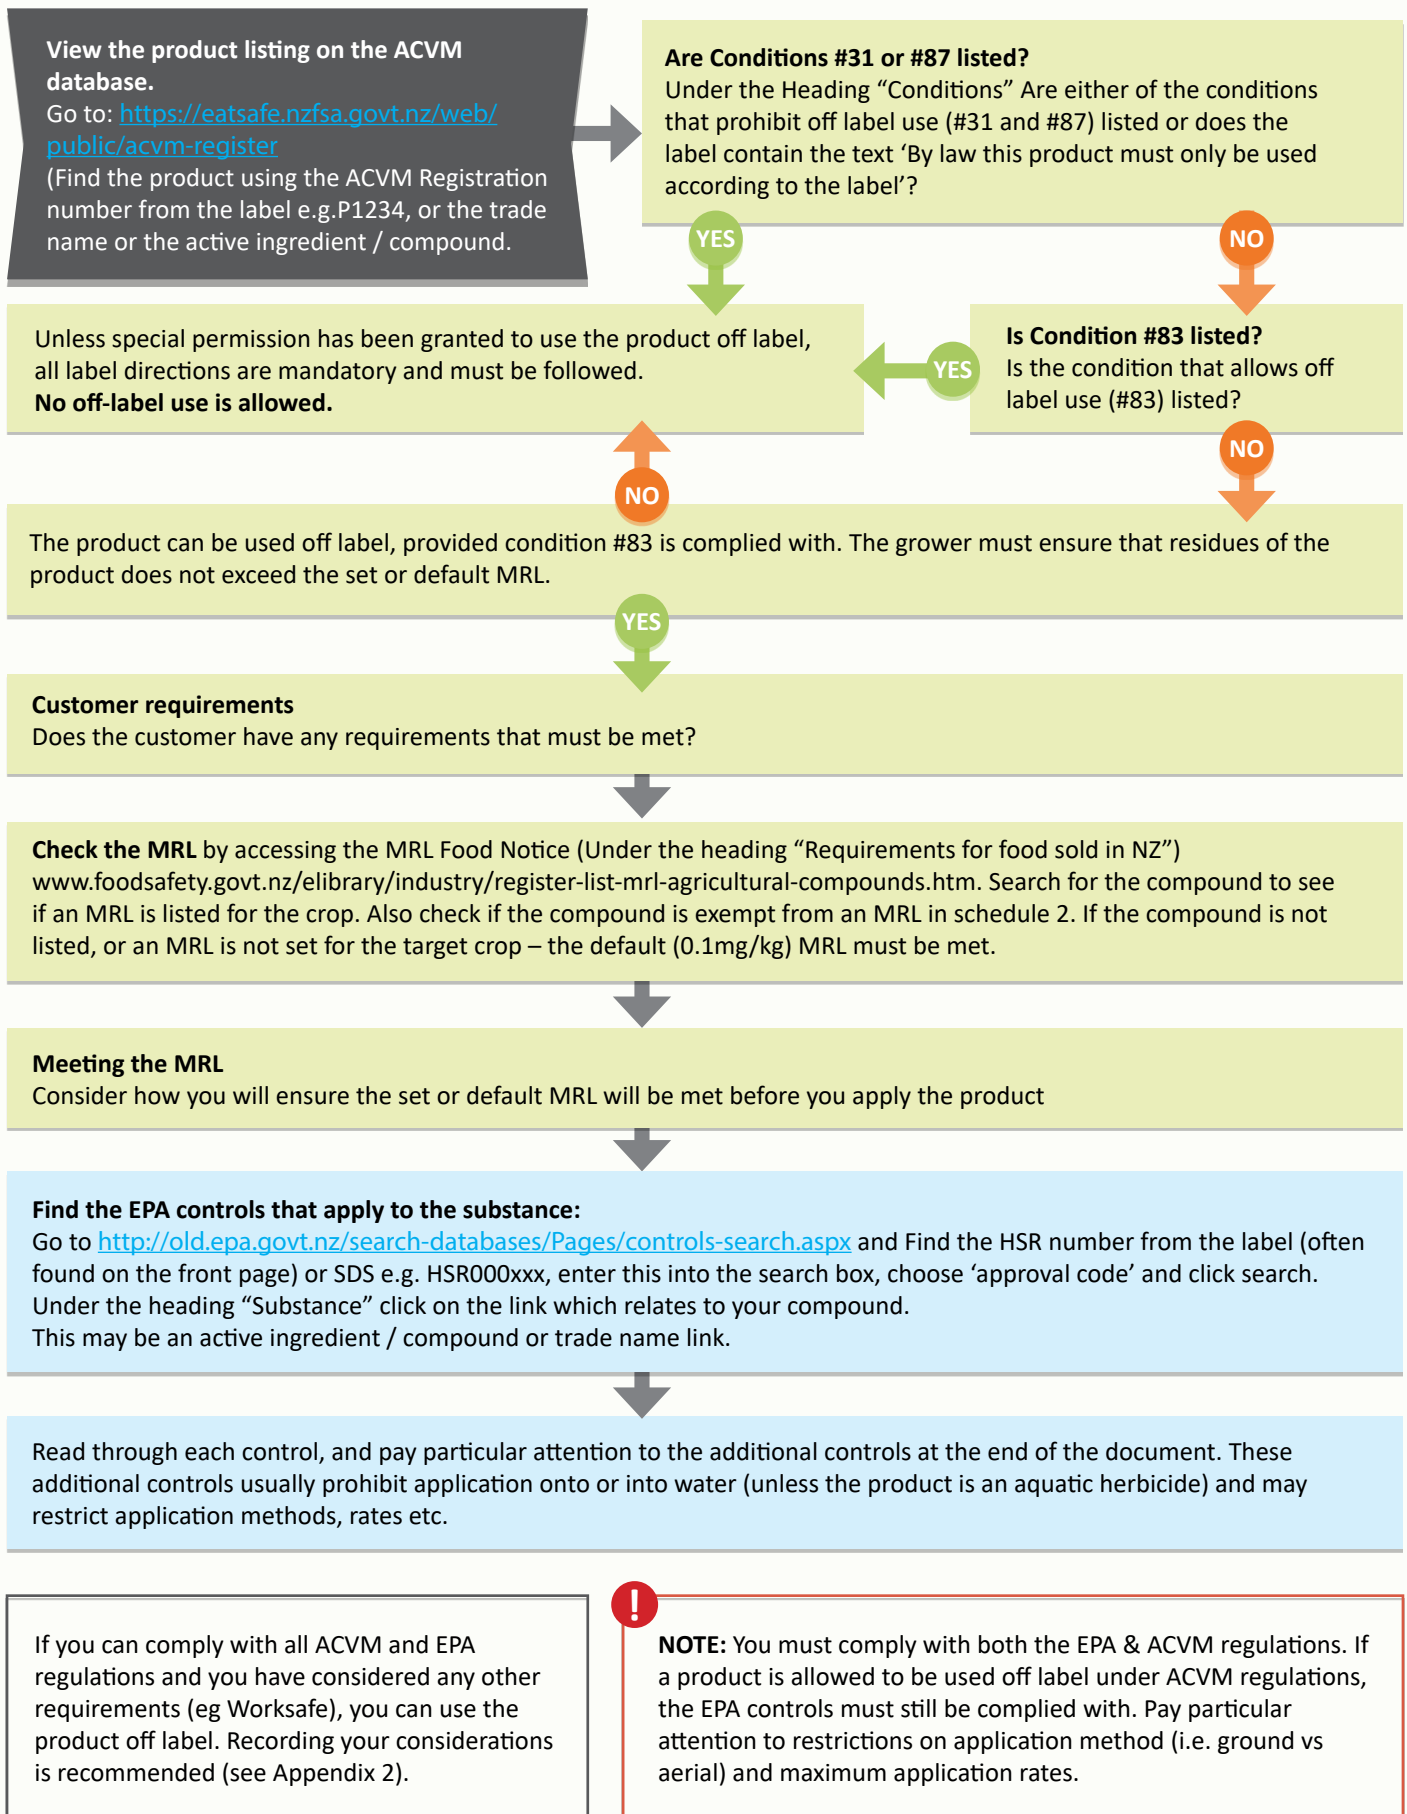 View the product listing on the ACVM
database.
Go to: https://eatsafe.nzfsa.govt.nz/web/
public/acvm-register
(Find the product using the ACVM Registration
number from the label e.g.P1234, or the trade
name or the active ingredient / compound.
Are Conditions #31 or #87 listed?
Under the Heading “Conditions” Are either of the conditions
that prohibit off label use (#31 and #87) listed or does the
label contain the text ‘By law this product must only be used
according to the label’?
YES
NO
Unless special permission has been granted to use the product off label,
all label directions are mandatory and must be followed.
No off-label use is allowed.
YES
Is Condition #83 listed?
Is the condition that allows off
label use (#83) listed?
NO
NO
The product can be used off label, provided condition #83 is complied with. The grower must ensure that residues of the
product does not exceed the set or default MRL.
YES
Customer requirements
Does the customer have any requirements that must be met?
Check the MRL by accessing the MRL Food Notice (Under the heading “Requirements for food sold in NZ”)
www.foodsafety.govt.nz/elibrary/industry/register-list-mrl-agricultural-compounds.htm. Search for the compound to see
if an MRL is listed for the crop. Also check if the compound is exempt from an MRL in schedule 2. If the compound is not
listed, or an MRL is not set for the target crop – the default (0.1mg/kg) MRL must be met.
Meeting the MRL
Consider how you will ensure the set or default MRL will be met before you apply the product
Find the EPA controls that apply to the substance:
Go to http://old.epa.govt.nz/search-databases/Pages/controls-search.aspx and Find the HSR number from the label (often
found on the front page) or SDS e.g. HSR000xxx, enter this into the search box, choose ‘approval code’ and click search.
Under the heading “Substance” click on the link which relates to your compound.
This may be an active ingredient / compound or trade name link.
Read through each control, and pay particular attention to the additional controls at the end of the document. These
additional controls usually prohibit application onto or into water (unless the product is an aquatic herbicide) and may
restrict application methods, rates etc.
If you can comply with all ACVM and EPA
regulations and you have considered any other
requirements (eg Worksafe), you can use the
product off label. Recording your considerations
is recommended (see Appendix 2).
!
NOTE: You must comply with both the EPA & ACVM regulations. If
a product is allowed to be used off label under ACVM regulations,
the EPA controls must still be complied with. Pay particular
attention to restrictions on application method (i.e. ground vs
aerial) and maximum application rates.